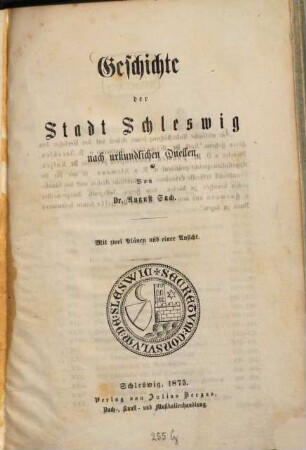 Geschichte
der
Stadt Schleswig
nach urkundlichen Quellen.
Von
Dr. August Sach.
Mit zwei Plänen und einer Ansicht.
Schleswig, 1875.
Verlag von Julius Bergas,
Buch-, Kunst- und Musikalienhandlung.